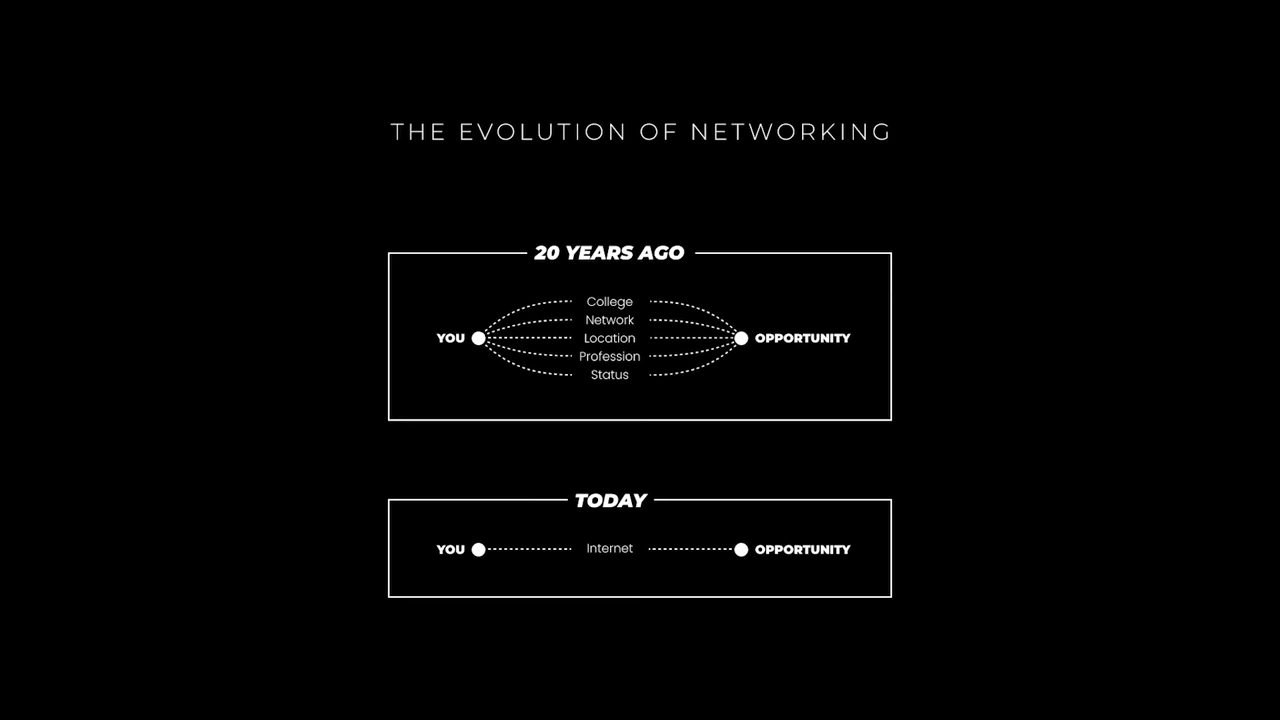 THE EVOLUTION OF NETWORKING
20 YEARS AGO
College
Network
YOU Location OPPORTUNITY
Profession
Status
TODAY
YOU Internet OPPORTUNITY